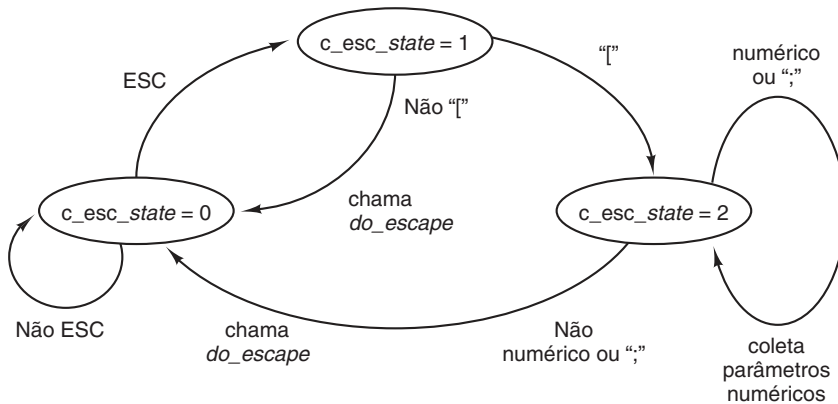 c_esc_state = 1
ESC
"["
numérico
ou ";"
Não "["
c_esc_state = 0
chama
do_escape
c_esc_state = 2
Não ESC
chama
do_escape
Não
numérico ou ";"
coleta
parâmetros
numéricos